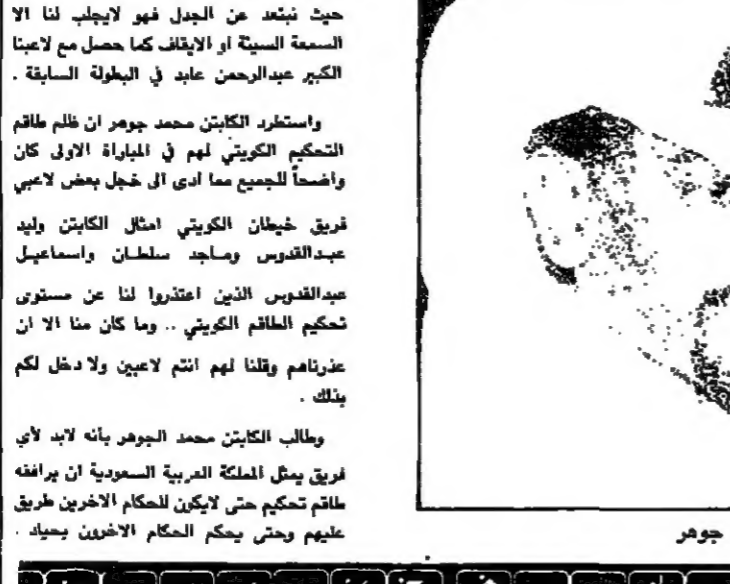 حيث نبتعد عن الجدل فهو لايجلب لنا الا
السمعة السيئة او الايقاف كما حصل مع لاعبنا
الكبير عبدالرحمن عابد في البطولة السابقة .
واستطرد الكابتن محمد جوهر ان ظلم طاقم
التحكيم الكويتي لهم في المباراة الاولى كان
واضحاً للجميع مما ادى الى خجل بعض لاعبي
فريق خيطان الكويتي امثال الكابتن وليد
عبدالقدوس وماجد سلطان واسماعيل
عبدالقدوس الذين اعتذروا لنا عن مستوى
تحكيم الطاقم الكويتي .. وما كان منا الا ان
عذرناهم وقلنا لهم انتم لاعبين ولا دخل لكم
بذلك .
وطالب الكابتن محمد الجوهر بأنه لابد لأي
فريق يمثل المملكة العربية السعودية ان يرافقه
طاقم تحكيم حتى لايكون للحكام الاخرين طريق
عليهم وحتى يحكم الحكام الاخرون بحياد .
جوهر